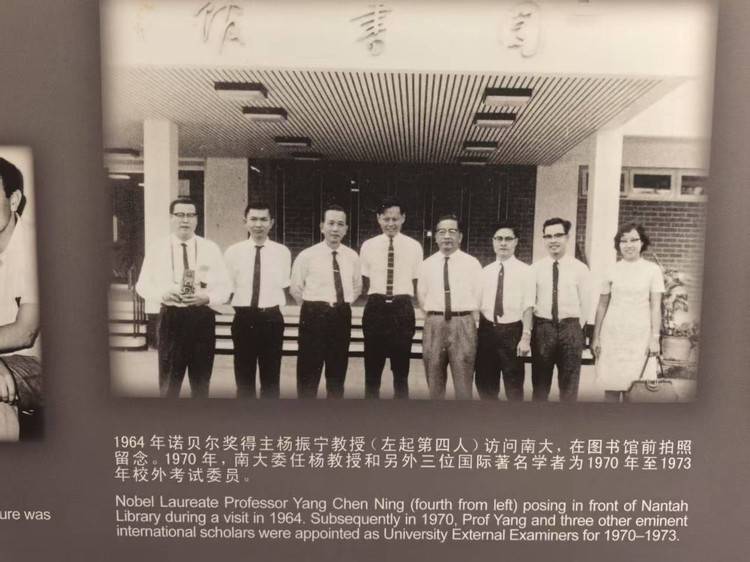 館書圖
1964 年诺贝尔奖得主杨振宁教授（左起第四人）访问南大，在图书馆前拍照
留念。1970 年，南大委任杨教授和另外三位国际著名学者为 1970 年至 1973
年校外考试委员。
Nobel Laureate Professor Yang Chen Ning (fourth from left) posing in front of Nantah
Library during a visit in 1964. Subsequently in 1970, Prof Yang and three other eminent
international scholars were appointed as University External Examiners for 1970–1973.
ure was